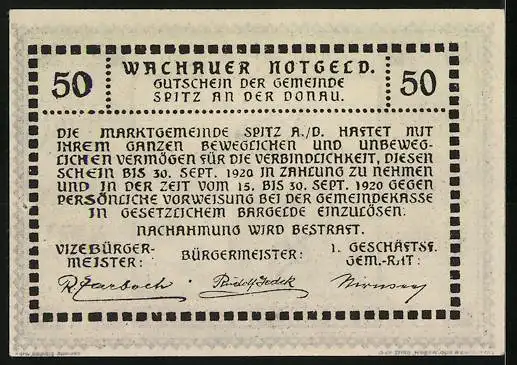 WACHAUER NOTGELD.
50 GUTSCHEIN DER GEMEINDE 50
SPITZ AN DER DONAU.
DIE MARKTGEMEINDE SPITZ A./D. HAFTET MIT
IHREM GANZEN BEWEGLICHEN UND UNBEWEG-
LICHEN VERMÖGEN FÜR DIE VERBINDLICHKEIT, DIESEN
SCHEIN BIS 30. SEPT. 1920 IN ZAHLUNG ZU NEHMEN
UND IN DER ZEIT VOM 15. BIS 30. SEPT. 1920 GEGEN
PERSÖNLICHE VORWEISUNG BEI DER GEMEINDEKASSE
IN GESETZLICHEM BARGELDE EINZULÖSEN.
NACHAHMUNG WIRD BESTRAFT.
VIZEBÜRGER-
MEISTER:
BÜRGERMEISTER:
1. GESCHÄFTSF.
GEM.-RAT:
Rudolf